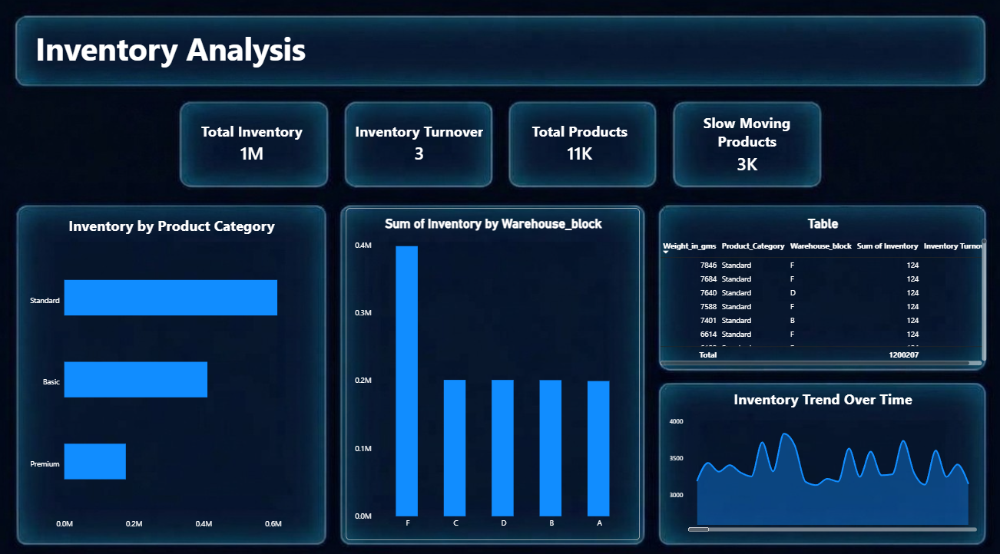 Inventory Analysis
Total Inventory
1M
Inventory Turnover
3
Total Products
11K
Slow Moving
Products
3K
Inventory by Product Category
Standard
Basic
Premium
0.0M 0.2M 0.4M 0.6M
Sum of Inventory by Warehouse_block
0.4M
0.3M
0.2M
0.1M
0.0M
F C D B A
Table
Weight_in_gms Product_Category Warehouse_block Sum of Inventory Inventory
7846 Standard F 124
7684 Standard F 124
7640 Standard D 124
7588 Standard F 124
7401 Standard B 124
6614 Standard F 124
Total 1200207
Inventory Trend Over Time
4000
3500
3000